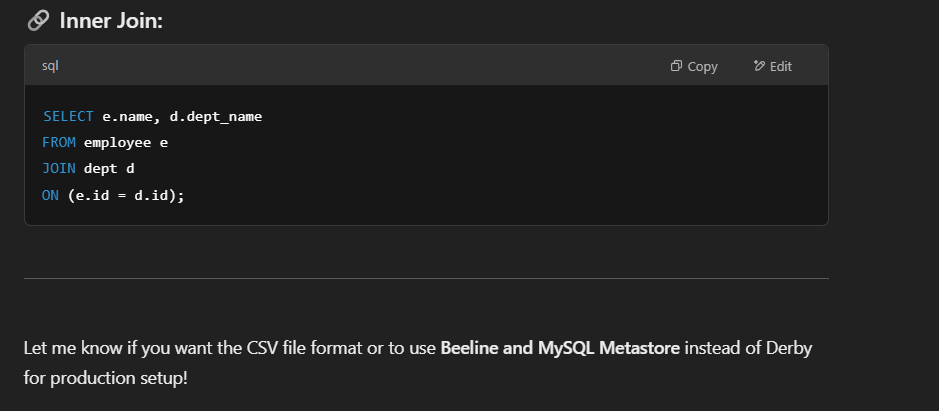 🔗 Inner Join:
sql Copy Edit
SELECT e.name, d.dept_name
FROM employee e
JOIN dept d
ON (e.id = d.id);
Let me know if you want the CSV file format or to use Beeline and MySQL Metastore instead of Derby
for production setup!